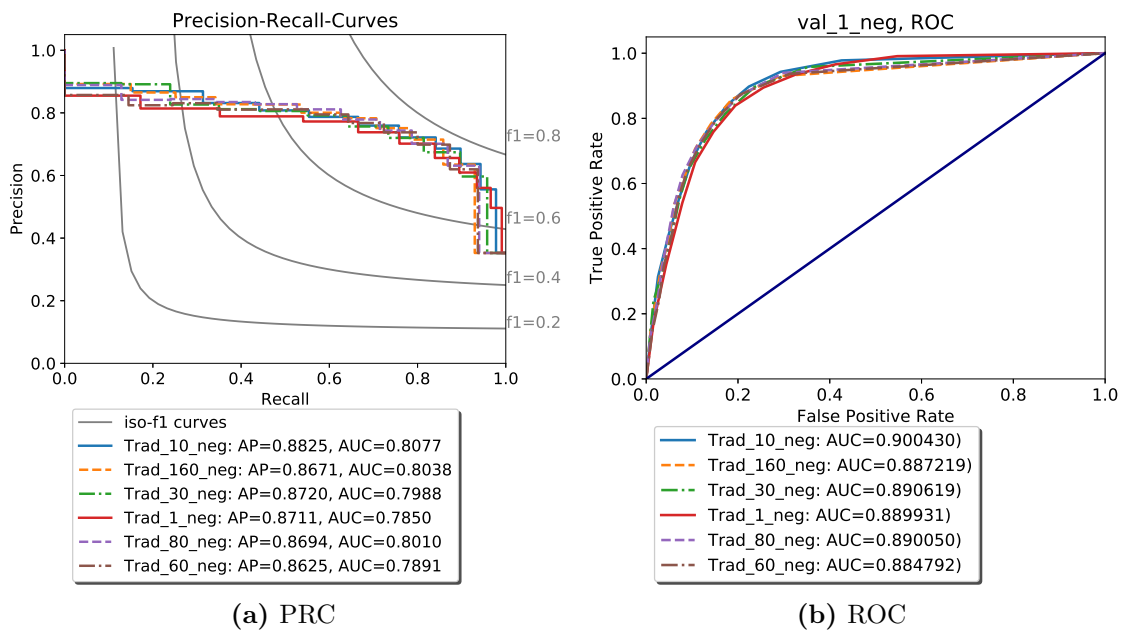 Precision-Recall-Curves
1.0
0.8
0.6
0.4
0.2
0.0
Precision
f1=0.8
f1=0.6
f1=0.4
f1=0.2
0.0 0.2 0.4 0.6 0.8 1.0
Recall
iso-f1 curves
Trad_10_neg: AP=0.8825, AUC=0.8077
Trad_160_neg: AP=0.8671, AUC=0.8038
Trad_30_neg: AP=0.8720, AUC=0.7988
Trad_1_neg: AP=0.8711, AUC=0.7850
Trad_80_neg: AP=0.8694, AUC=0.8010
Trad_60_neg: AP=0.8625, AUC=0.7891
(a) PRC
val_1_neg, ROC
1.0
0.8
0.6
0.4
0.2
0.0
True Positive Rate
0.0 0.2 0.4 0.6 0.8 1.0
False Positive Rate
Trad_10_neg: AUC=0.900430)
Trad_160_neg: AUC=0.887219)
Trad_30_neg: AUC=0.890619)
Trad_1_neg: AUC=0.889931)
Trad_80_neg: AUC=0.890050)
Trad_60_neg: AUC=0.884792)
(b) ROC